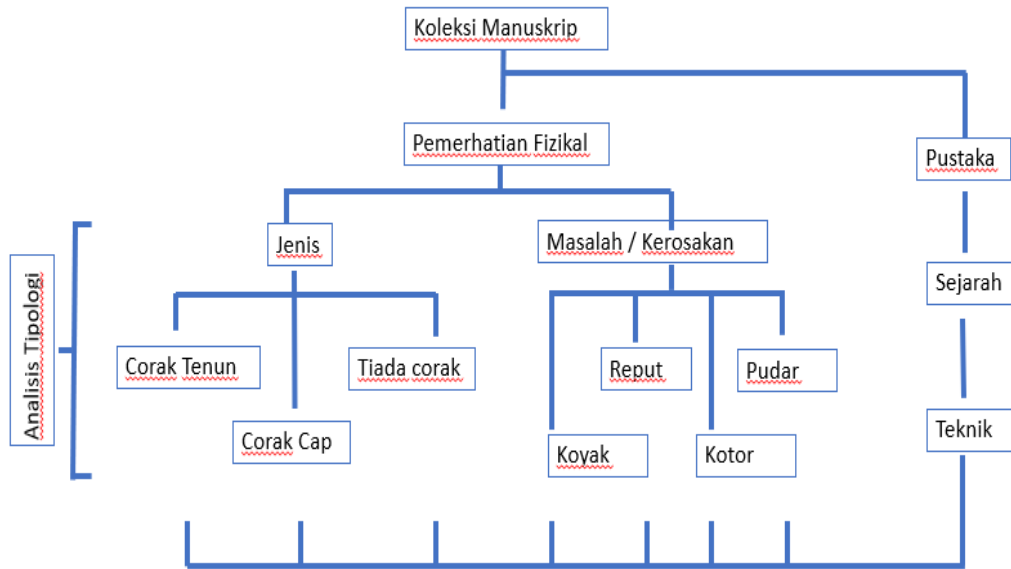 Koleksi Manuskrip
Pemerhatian Fizikal
Pustaka
Jenis
Masalah / Kerosakan
Sejarah
Analisis Tipologi
Corak Tenun
Tiada corak
Reput
Pudar
Corak Cap
Koyak
Kotor
Teknik